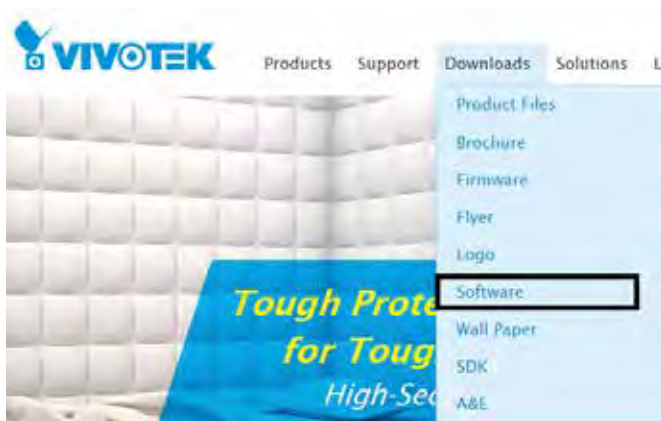 VIVOTEK
Products Support Downloads Solutions L
Product Files
Brochure
Firmware
Flyer
Logo
Software
Wall Paper
SDK
A&E
Tough Prote
for Toug
High-Sec